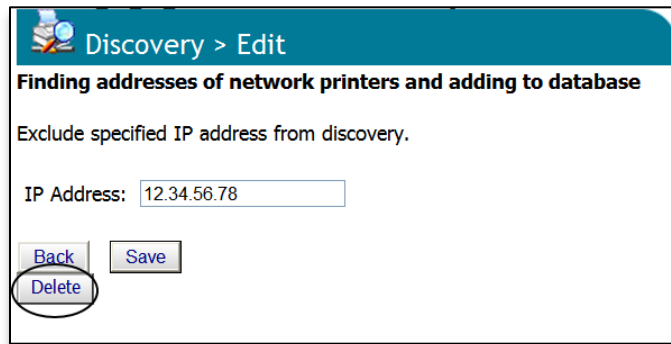 Discovery > Edit
Finding addresses of network printers and adding to database
Exclude specified IP address from discovery.
IP Address: 12.34.56.78
Back Save
Delete